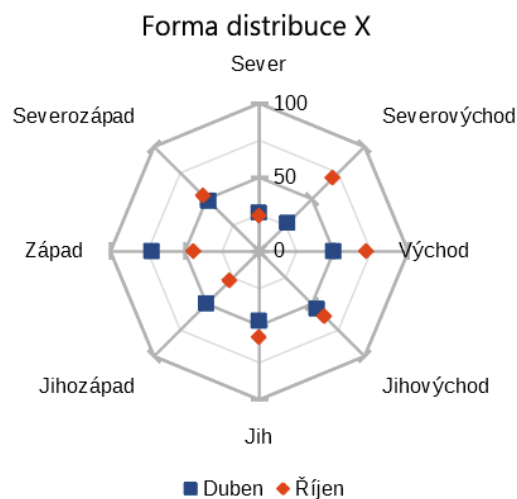 Forma distribuce X
Sever
100
Severozápad
Severovýchod
50
Západ
0
Východ
Jihozápad
Jihovýchod
Jih
Duben
Říjen